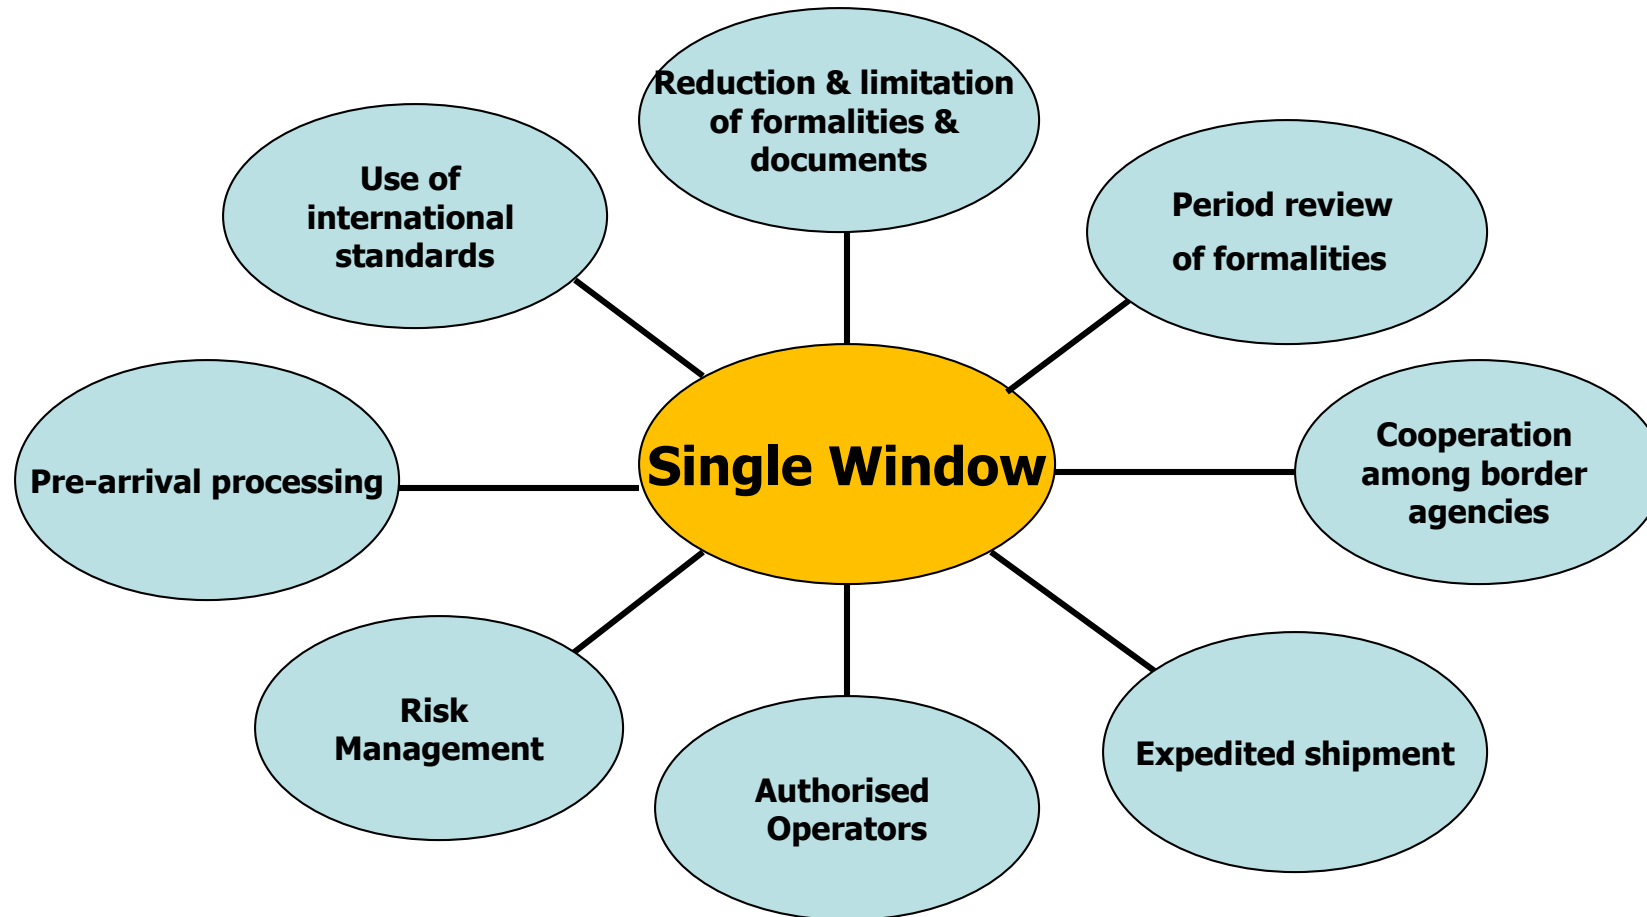 Reduction & limitation
of formalities &
documents
Use of
international
standards
Period review
of formalities
Single Window
Cooperation
among border
agencies
Pre-arrival processing
Risk
Management
Authorised
Operators
Expedited shipment